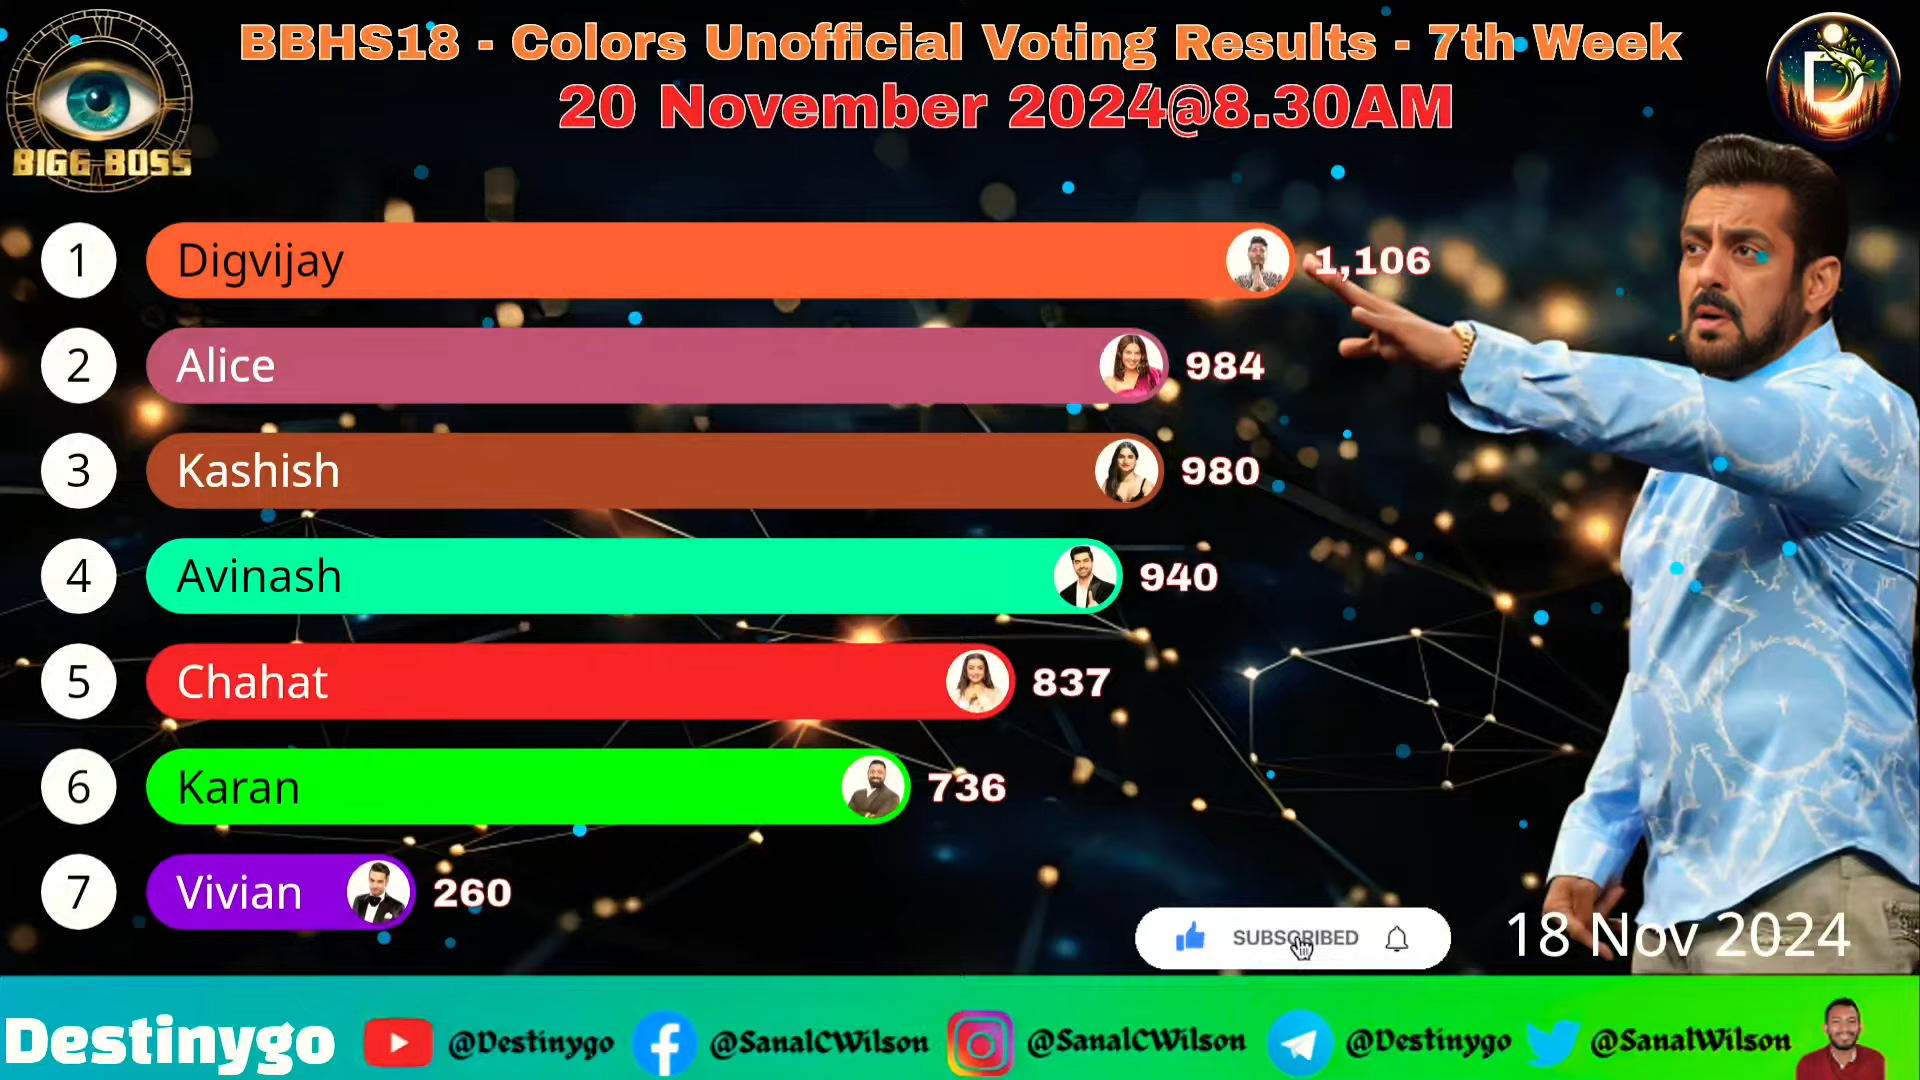 BBHS18 - Colors Unofficial Voting Results - 7th Week
20 November 2024@8.30AM
BIGG BOSS
D
1 Digvijay 1,106
2 Alice 984
3 Kashish 980
4 Avinash 940
5 Chahat 837
6 Karan 736
7 Vivian 260
SUBSCRIBED
18 Nov 2024
Destinygo @Destinygo @SanalCWilson @SanalCWilson @Destinygo @SanalWilson